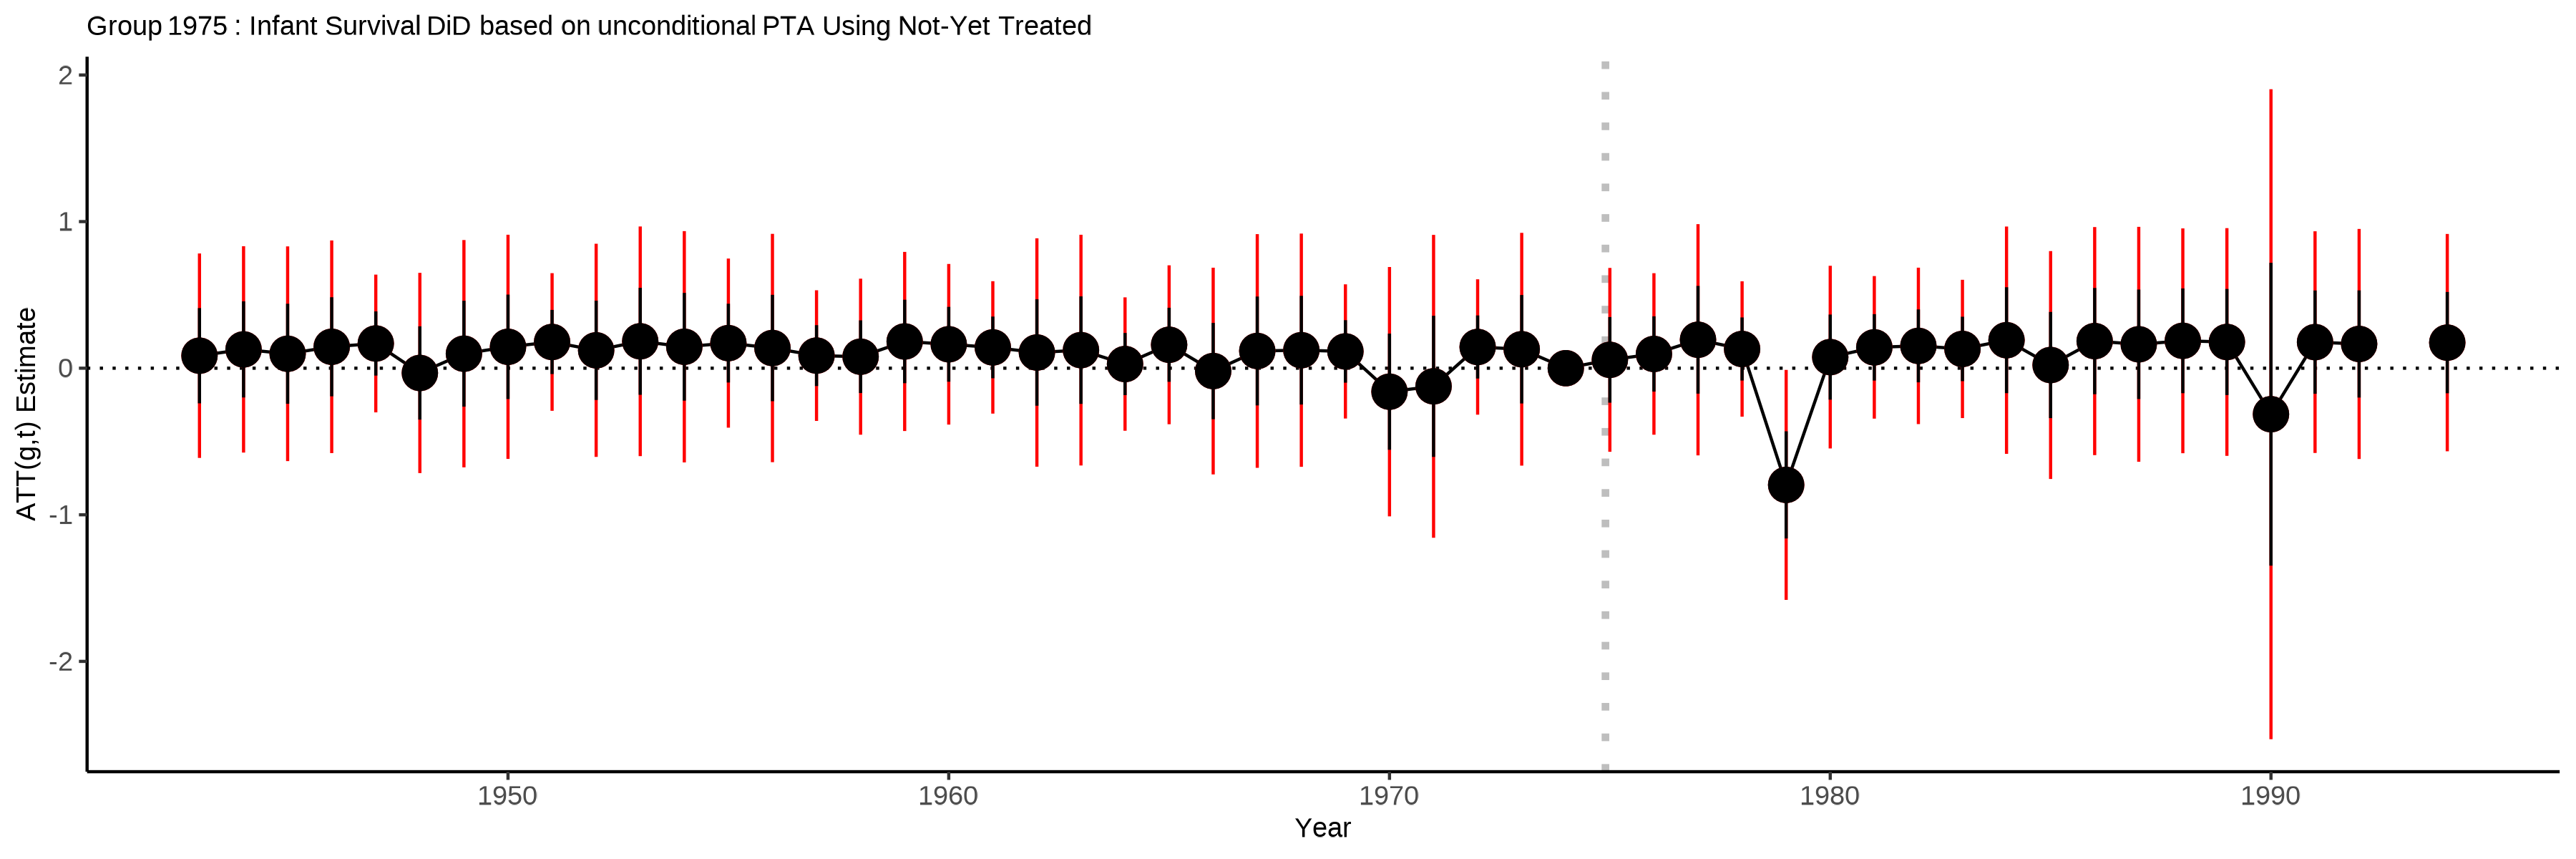 Group 1975 : Infant Survival DiD based on unconditional PTA Using Not-Yet Treated
2
1
0
-1
-2
ATT(g,t) Estimate
1950 1960 1970 1980 1990
Year